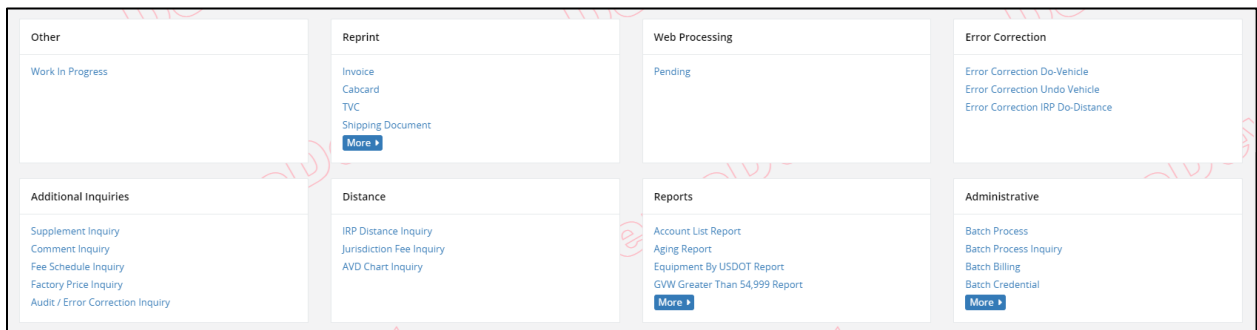 Other
Work In Progress
Reprint
Invoice
Cabcard
TVC
Shipping Document
More
Web Processing
Pending
Error Correction
Error Correction Do-Vehicle
Error Correction Undo Vehicle
Error Correction IRP Do-Distance
Additional Inquiries
Supplement Inquiry
Comment Inquiry
Fee Schedule Inquiry
Factory Price Inquiry
Audit / Error Correction Inquiry
Distance
IRP Distance Inquiry
Jurisdiction Fee Inquiry
AVD Chart Inquiry
Reports
Account List Report
Aging Report
Equipment By USDOT Report
GVW Greater Than 54,999 Report
More
Administrative
Batch Process
Batch Process Inquiry
Batch Billing
Batch Credential
More